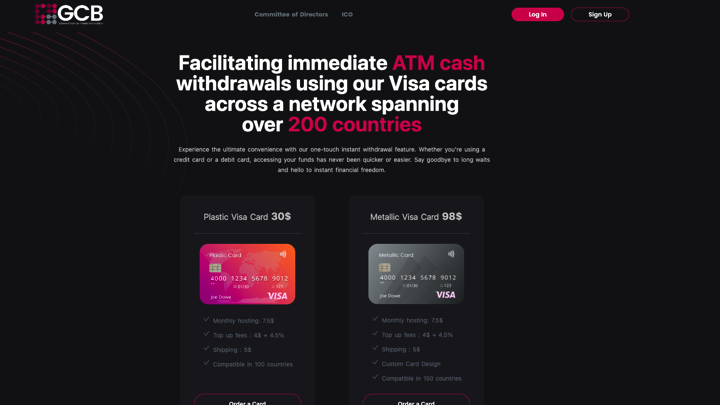 GCB
Committee of Directors
ICO
Log In
Sign Up
Facilitating immediate ATM cash
withdrawals using our Visa cards
across a network spanning
over 200 countries
Experience the ultimate convenience with our one-touch instant withdrawal feature. Whether you're using a
credit card or a debit card, accessing your funds has never been quicker or easier. Say goodbye to long waits
and hello to instant financial freedom.
Plastic Visa Card 30$
Plastic Card
4000 1234 5678 9012
01/30
123
Joe Dowe
VISA
Monthly hosting: 7.5$
Top up fees : 4$ + 4.5%
Shipping : 5$
Compatible in 100 countries
Order a Card
Metallic Visa Card 98$
Metallic Card
4000 1234 5678 9012
01/30
123
Joe Dowe
VISA
Monthly hosting: 7.5$
Top up fees : 4$ + 4.5%
Shipping : 5$
Custom Card Design
Compatible in 150 countries
Order a Card